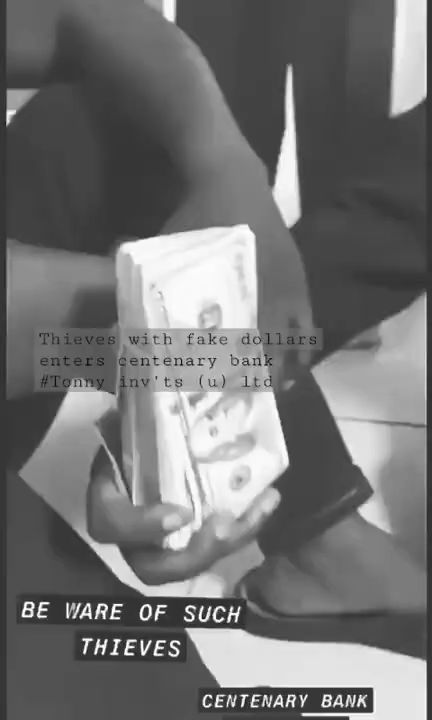 Thieves with fake dollars
enters centenary bank
#Tonny inv'ts (u) ltd
BE WARE OF SUCH
THIEVES
CENTENARY BANK